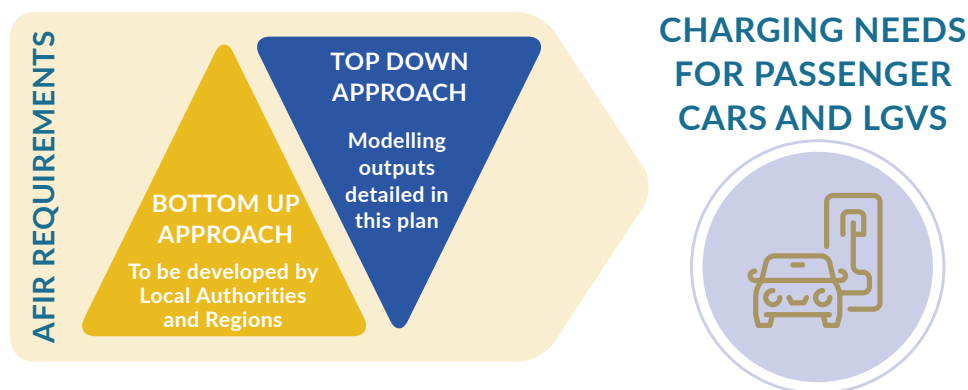 AFIR REQUIREMENTS
BOTTOM UP
APPROACH
To be developed by
Local Authorities
and Regions
TOP DOWN
APPROACH
Modelling
outputs
detailed in
this plan
CHARGING NEEDS
FOR PASSENGER
CARS AND LGVS